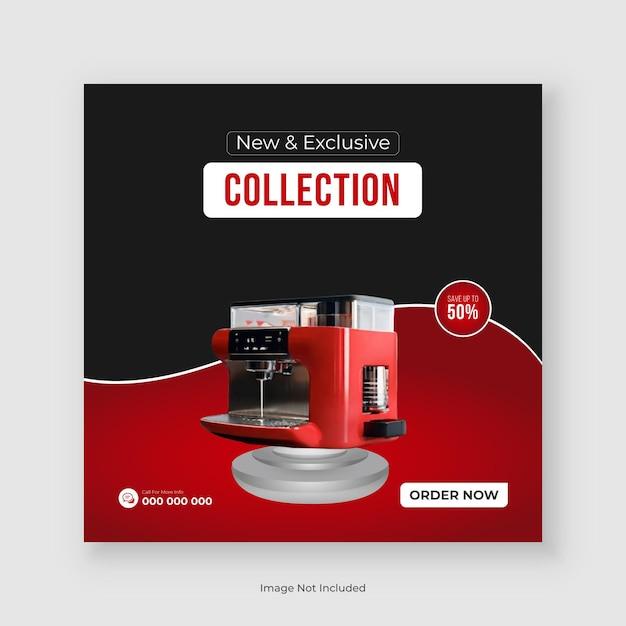 New & Exclusive
COLLECTION
SAVE UP TO
50%
Call For More Info
000 000 000
ORDER NOW
Image Not Included